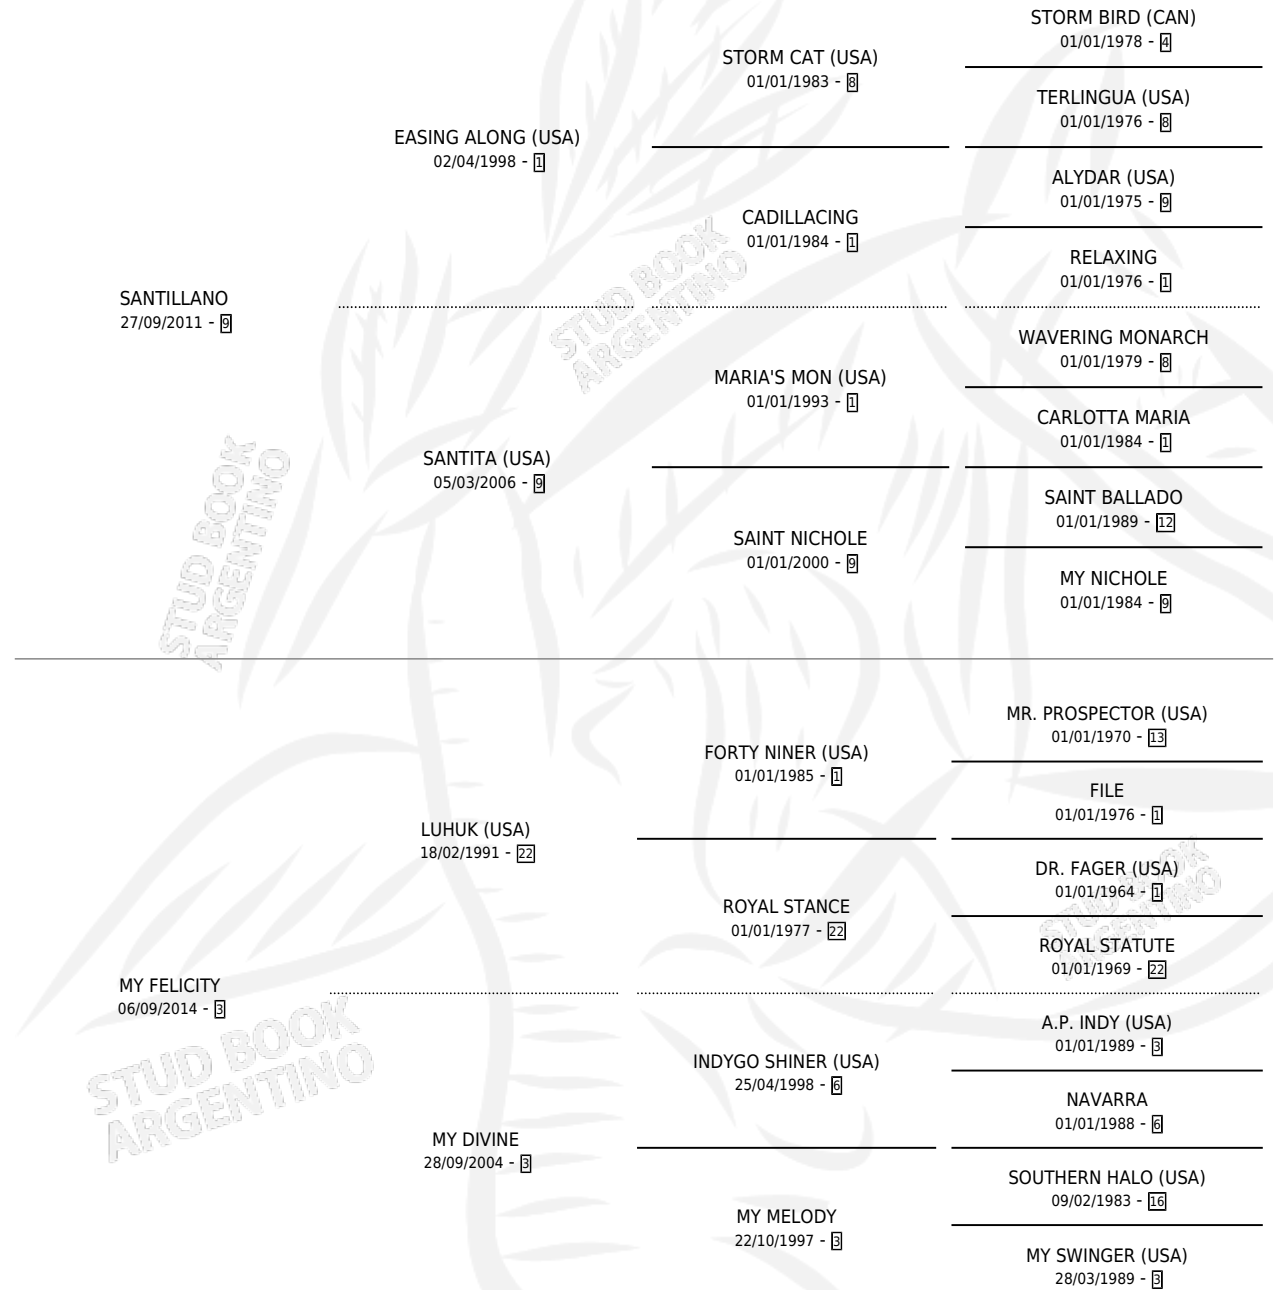 STORM BIRD (CAN)
01/01/1978 - 4
STORM CAT (USA)
01/01/1983 - 8
TERLINGUA (USA)
01/01/1976 - 8
EASING ALONG (USA)
02/04/1998 - 1
ALYDAR (USA)
01/01/1975 - 9
CADILLACING
01/01/1984 - 1
RELAXING
01/01/1976 - 1
SANTILLANO
27/09/2011 - 9
WAVERING MONARCH
01/01/1979 - 8
MARIA'S MON (USA)
01/01/1993 - 1
CARLOTTA MARIA
01/01/1984 - 1
SANTITA (USA)
05/03/2006 - 9
SAINT BALLADO
01/01/1989 - 12
SAINT NICHOLE
01/01/2000 - 9
MY NICHOLE
01/01/1984 - 9
MR. PROSPECTOR (USA)
01/01/1970 - 13
FORTY NINER (USA)
01/01/1985 - 1
FILE
01/01/1976 - 1
LUHUK (USA)
18/02/1991 - 22
DR. FAGER (USA)
01/01/1964 - 1
ROYAL STANCE
01/01/1977 - 22
ROYAL STATUTE
01/01/1969 - 22
MY FELICITY
06/09/2014 - 3
A.P. INDY (USA)
01/01/1989 - 3
INDYGO SHINER (USA)
25/04/1998 - 6
NAVARRA
01/01/1988 - 6
MY DIVINE
28/09/2004 - 3
SOUTHERN HALO (USA)
09/02/1983 - 16
MY MELODY
22/10/1997 - 3
MY SWINGER (USA)
28/03/1989 - 3
STUD BOOK
ARGENTINO
STUD BOOK
ARGENTINO
STUD BOOK
ARGENTINO
STUD BOOK
ARGENTINO